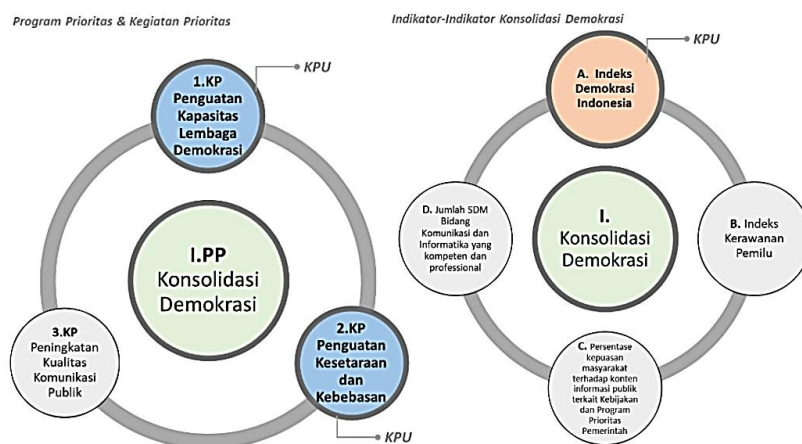 Program Prioritas & Kegiatan Prioritas
KPU
1.KP
Penguatan
Kapasitas
Lembaga
Demokrasi
I.PP
Konsolidasi
Demokrasi
3.KP
Peningkatan
Kualitas
Komunikasi
Publik
2.KP
Penguatan
Kesetaraan
dan
Kebebasan
KPU
Indikator-Indikator Konsolidasi Demokrasi
KPU
A. Indeks
Demokrasi
Indonesia
D. Jumlah SDM
Bidang
Komunikasi dan
Informatika yang
kompeten dan
professional
I.
Konsolidasi
Demokrasi
B. Indeks
Kerawanan
Pemilu
C. Persentase
kepuasan
masyarakat
terhadap konten
informasi publik
terkait Kebijakan
dan Program
Prioritas
Pemerintah